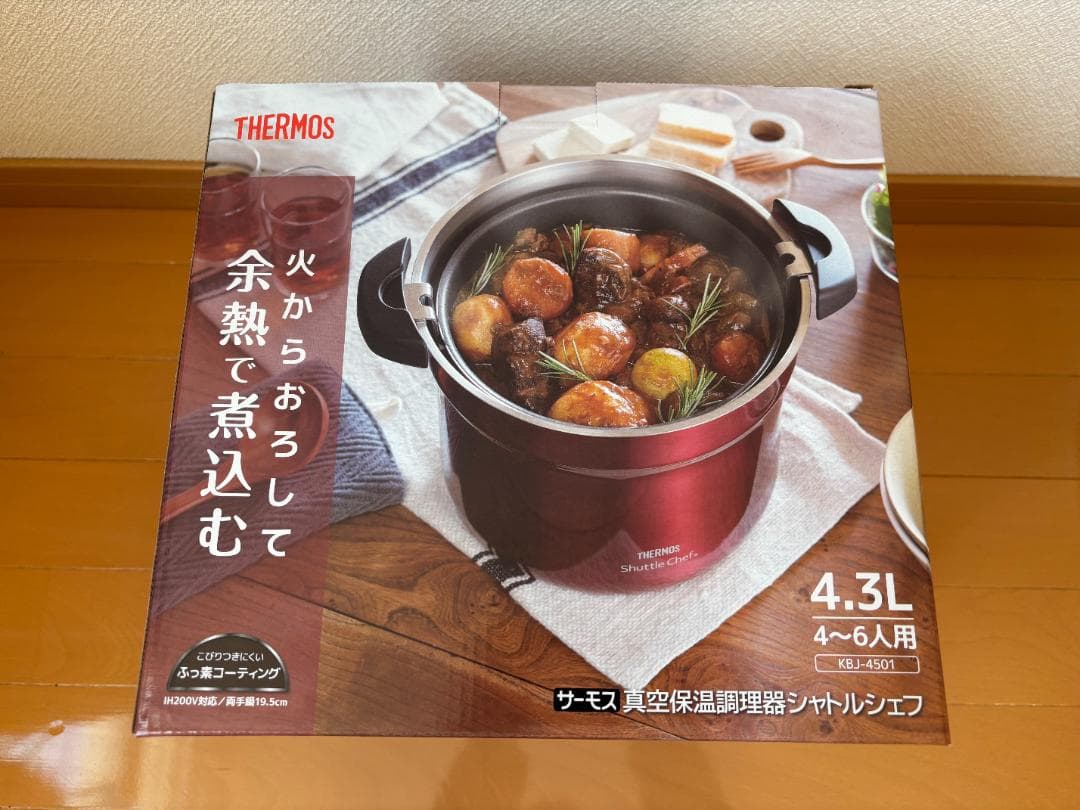 THERMOS
火からおろして
余熱で煮込む
THERMOS
Shuttle Chef®
4.3L
4〜6人用
KBJ-4501
こびりつきにくい
ふっ素コーティング
IH200V対応／両手鍋19.5cm
サーモス 真空保温調理器シャトルシェフ